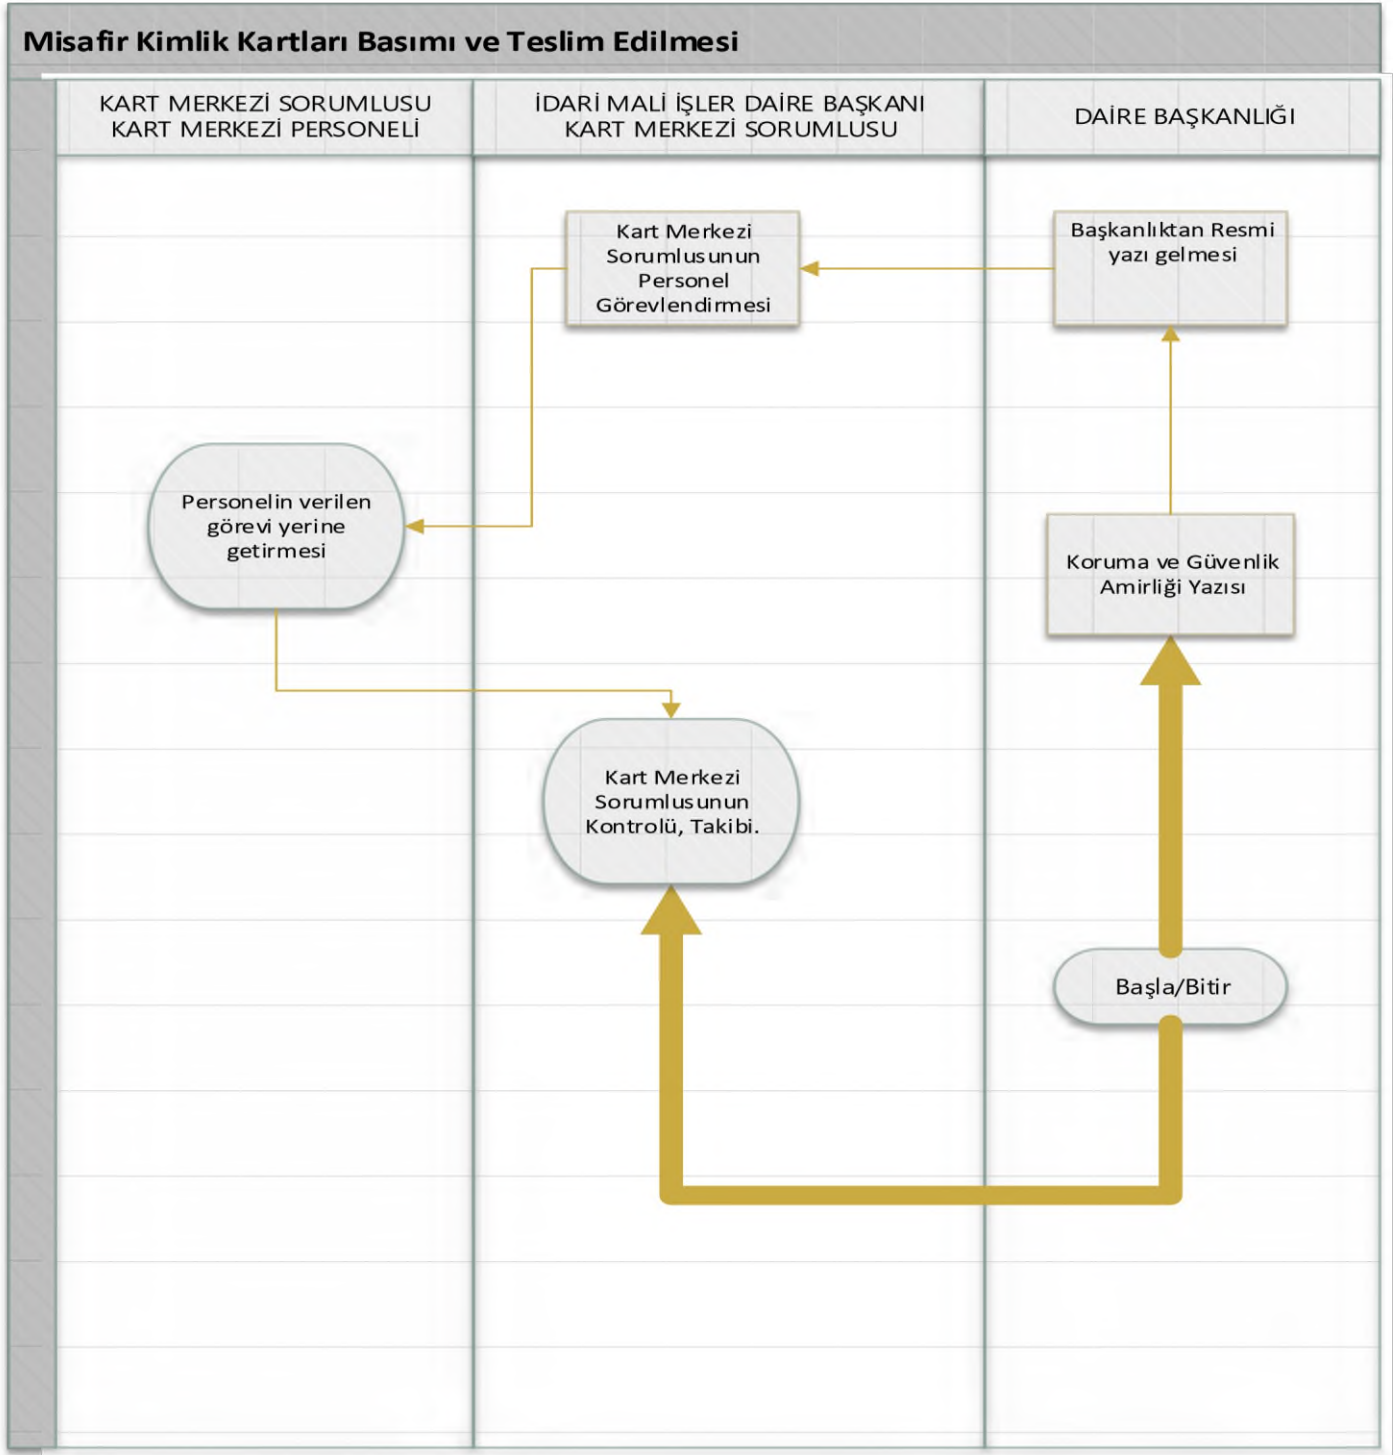 Misafir Kimlik Kartları Basımı ve Teslim Edilmesi
KART MERKEZİ SORUMLUSU
KART MERKEZİ PERSONELİ
İDARİ MALİ İŞLER DAİRE BAŞKANI
KART MERKEZİ SORUMLUSU
DAİRE BAŞKANLIĞI
Kart Merkezi
Sorumlusunun
Personel
Görevlendirmesi
Başkanlıktan Resmi
yazı gelmesi
Personelin verilen
görevi yerine
getirmesi
Koruma ve Güvenlik
Amirliği Yazısı
Kart Merkezi
Sorumlusunun
Kontrolü, Takibi.
Başla/Bitir